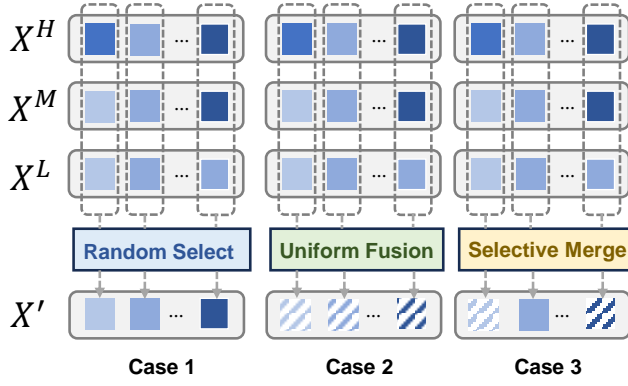 X^H ... ... ...
X^M ... ... ...
X^L ... ... ...
Random Select Uniform Fusion Selective Merge
X' ... ... ...
Case 1 Case 2 Case 3